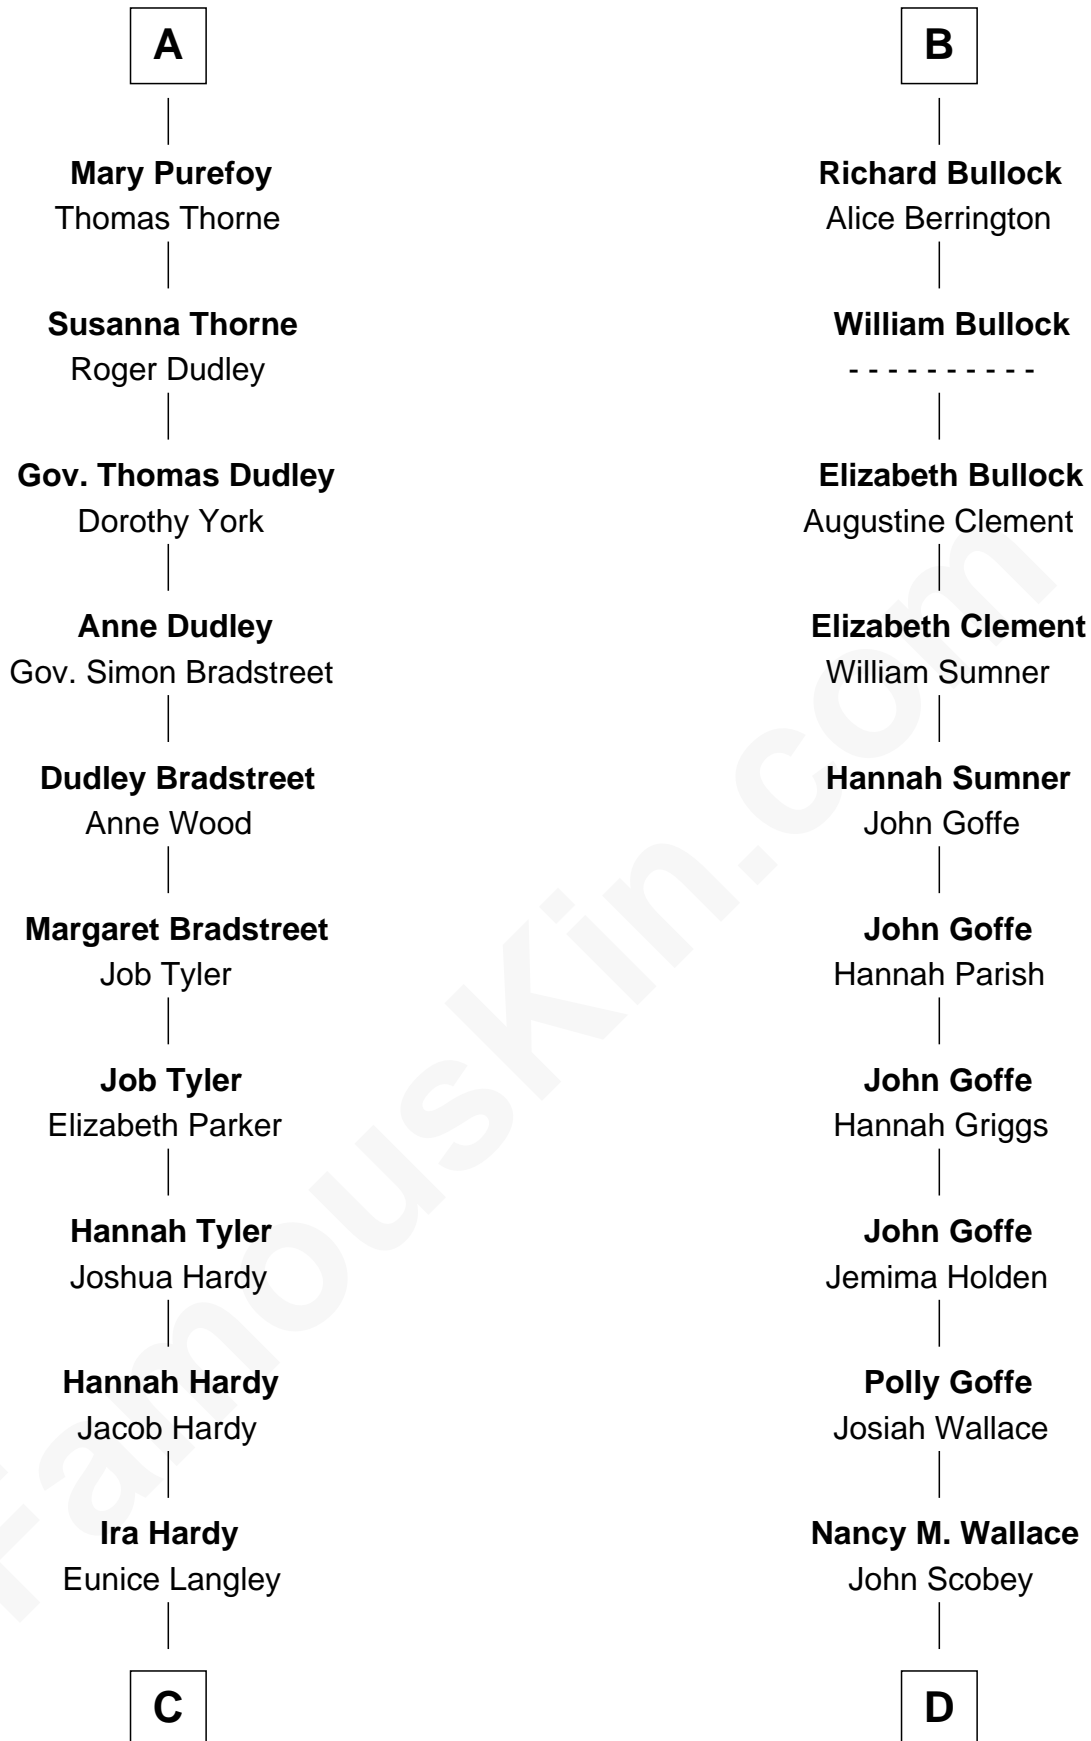 A
Mary Purefoy
Thomas Thorne
Susanna Thorne
Roger Dudley
Gov. Thomas Dudley
Dorothy York
Anne Dudley
Gov. Simon Bradstreet
Dudley Bradstreet
Anne Wood
Margaret Bradstreet
Job Tyler
Job Tyler
Elizabeth Parker
Hannah Tyler
Joshua Hardy
Hannah Hardy
Jacob Hardy
Ira Hardy
Eunice Langley
C
B
Richard Bullock
Alice Berrington
William Bullock
- - - - - - - - - -
Elizabeth Bullock
Augustine Clement
Elizabeth Clement
William Sumner
Hannah Sumner
John Goffe
John Goffe
Hannah Parish
John Goffe
Hannah Griggs
John Goffe
Jemima Holden
Polly Goffe
Josiah Wallace
Nancy M. Wallace
John Scobey
D
FamousKin.com